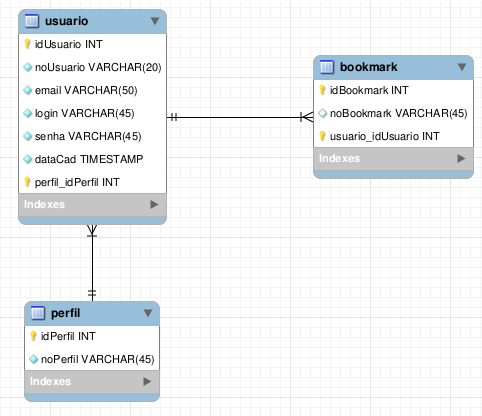 usuario
idUsuario INT
noUsuario VARCHAR(20)
email VARCHAR(50)
login VARCHAR(45)
senha VARCHAR(45)
dataCad TIMESTAMP
perfil_idPerfil INT
Indexes
bookmark
idBookmark INT
noBookmark VARCHAR(45)
usuario_idUsuario INT
Indexes
perfil
idPerfil INT
noPerfil VARCHAR(45)
Indexes